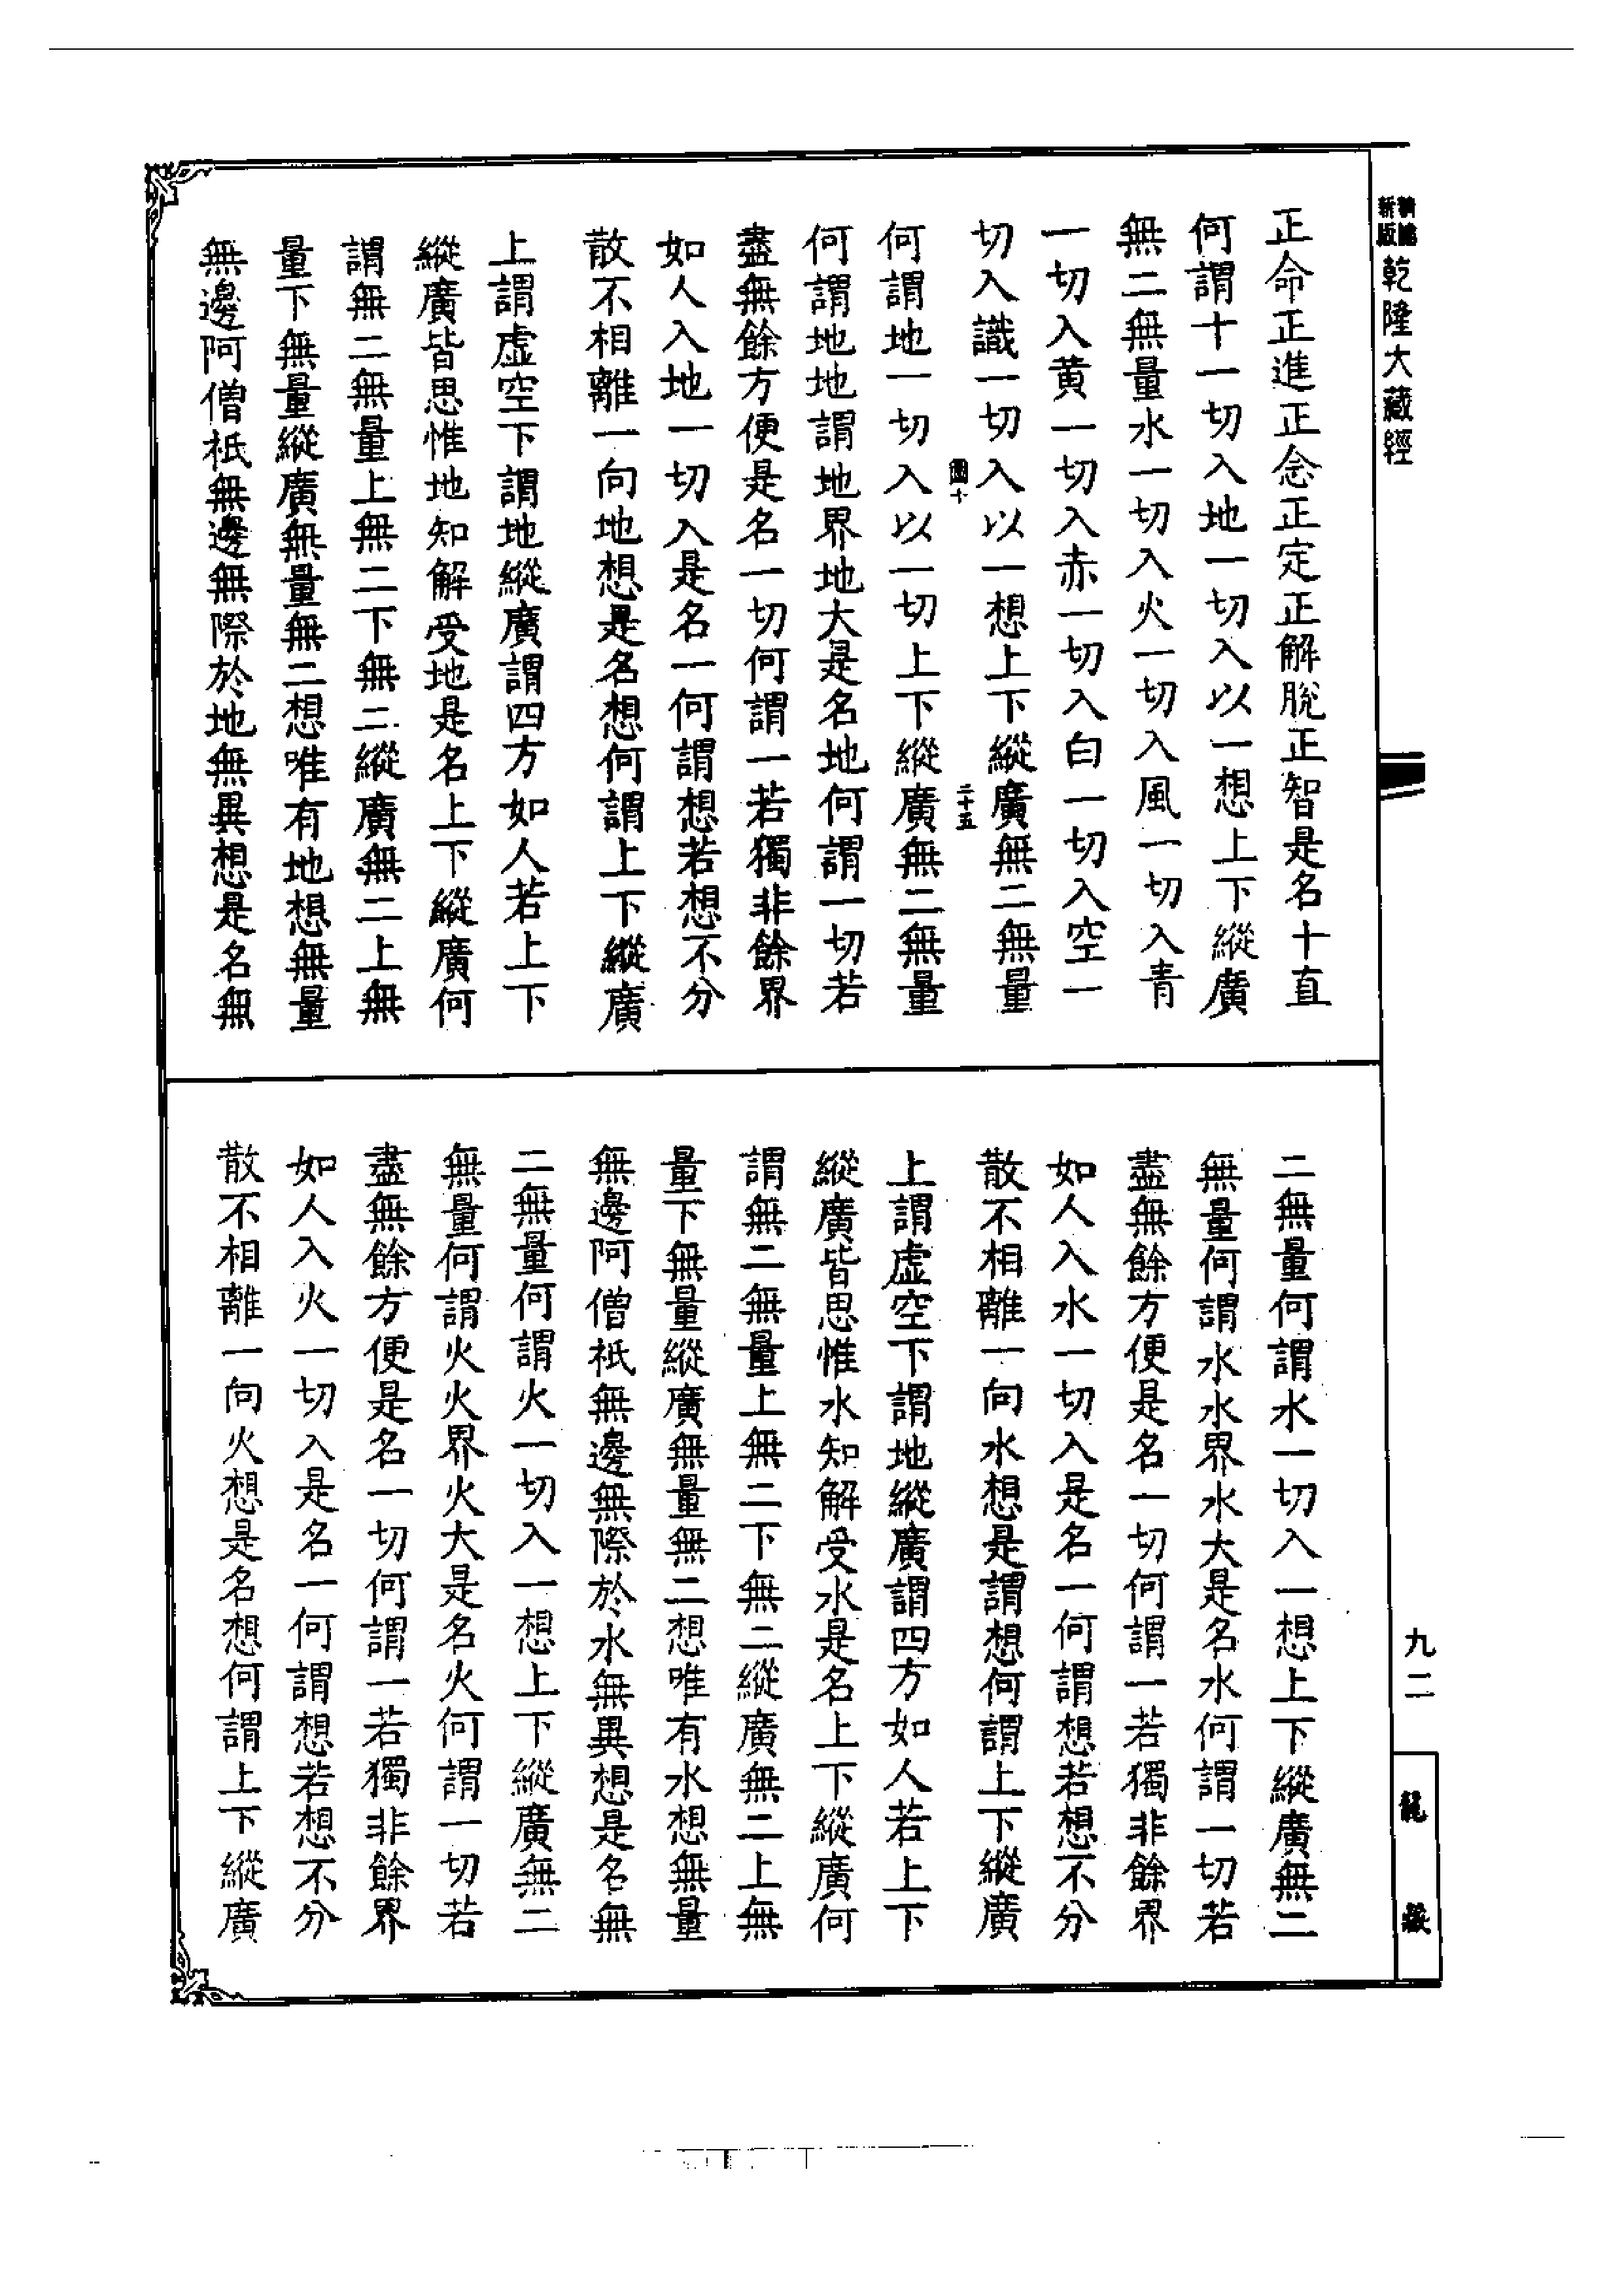 新版
乾隆大藏經
正命正進正念正定正解脫正智是名十直
何謂十一切入地一切入以一想上下縱廣
無二無量水一切入火一切入風一切入青
一切入黄一切入赤一切入白一切入空一
切入識一切入以一想上下縱廣無二無量
二十五
何謂地一切入以一切上下縱廣無二無量
何謂地地謂地界地大是名地何謂一切若
盡無餘方便是名一切何謂一若獨非餘界
如人入地一切入是名一何謂想若想不分
散不相離一向地想是名想何謂上下縱廣
上謂虛空下謂地縱廣謂四方如人若上下
縱廣皆思惟地知解受地是名上下縱廣何
謂無二無量上無二下無二縱廣無二上無
量下無量縱廣無量無二想唯有地想無量
無邊阿僧祇無邊無際於地無異想是名無
二無量何謂水一切入一想上下縱廣無二
無量何謂水水界水大是名水何謂一切若
盡無餘方便是名一切何謂一若獨非餘界
如人入水一切入是名一何謂想若想不分
散不相離一向水想是謂想何謂上下縱廣
上謂虛空下謂地縱廣謂四方如人若上下
縱廣皆思惟水知解受水是名上下縱廣何
謂無二無量上無二下無二縱廣無二上無
量下無量縱廣無量無二想唯有水想無量
無邊阿僧祇無邊無際於水無異想是名無
二無量何謂火一切入一想上下縱廣無二
無量何謂火火界火大是名火何謂一切若
盡無餘方便是名一切何謂一若獨非餘界
如人入火一切入是名一何謂想若想不分
散不相離一向火想是名想何謂上下縱廣
九二